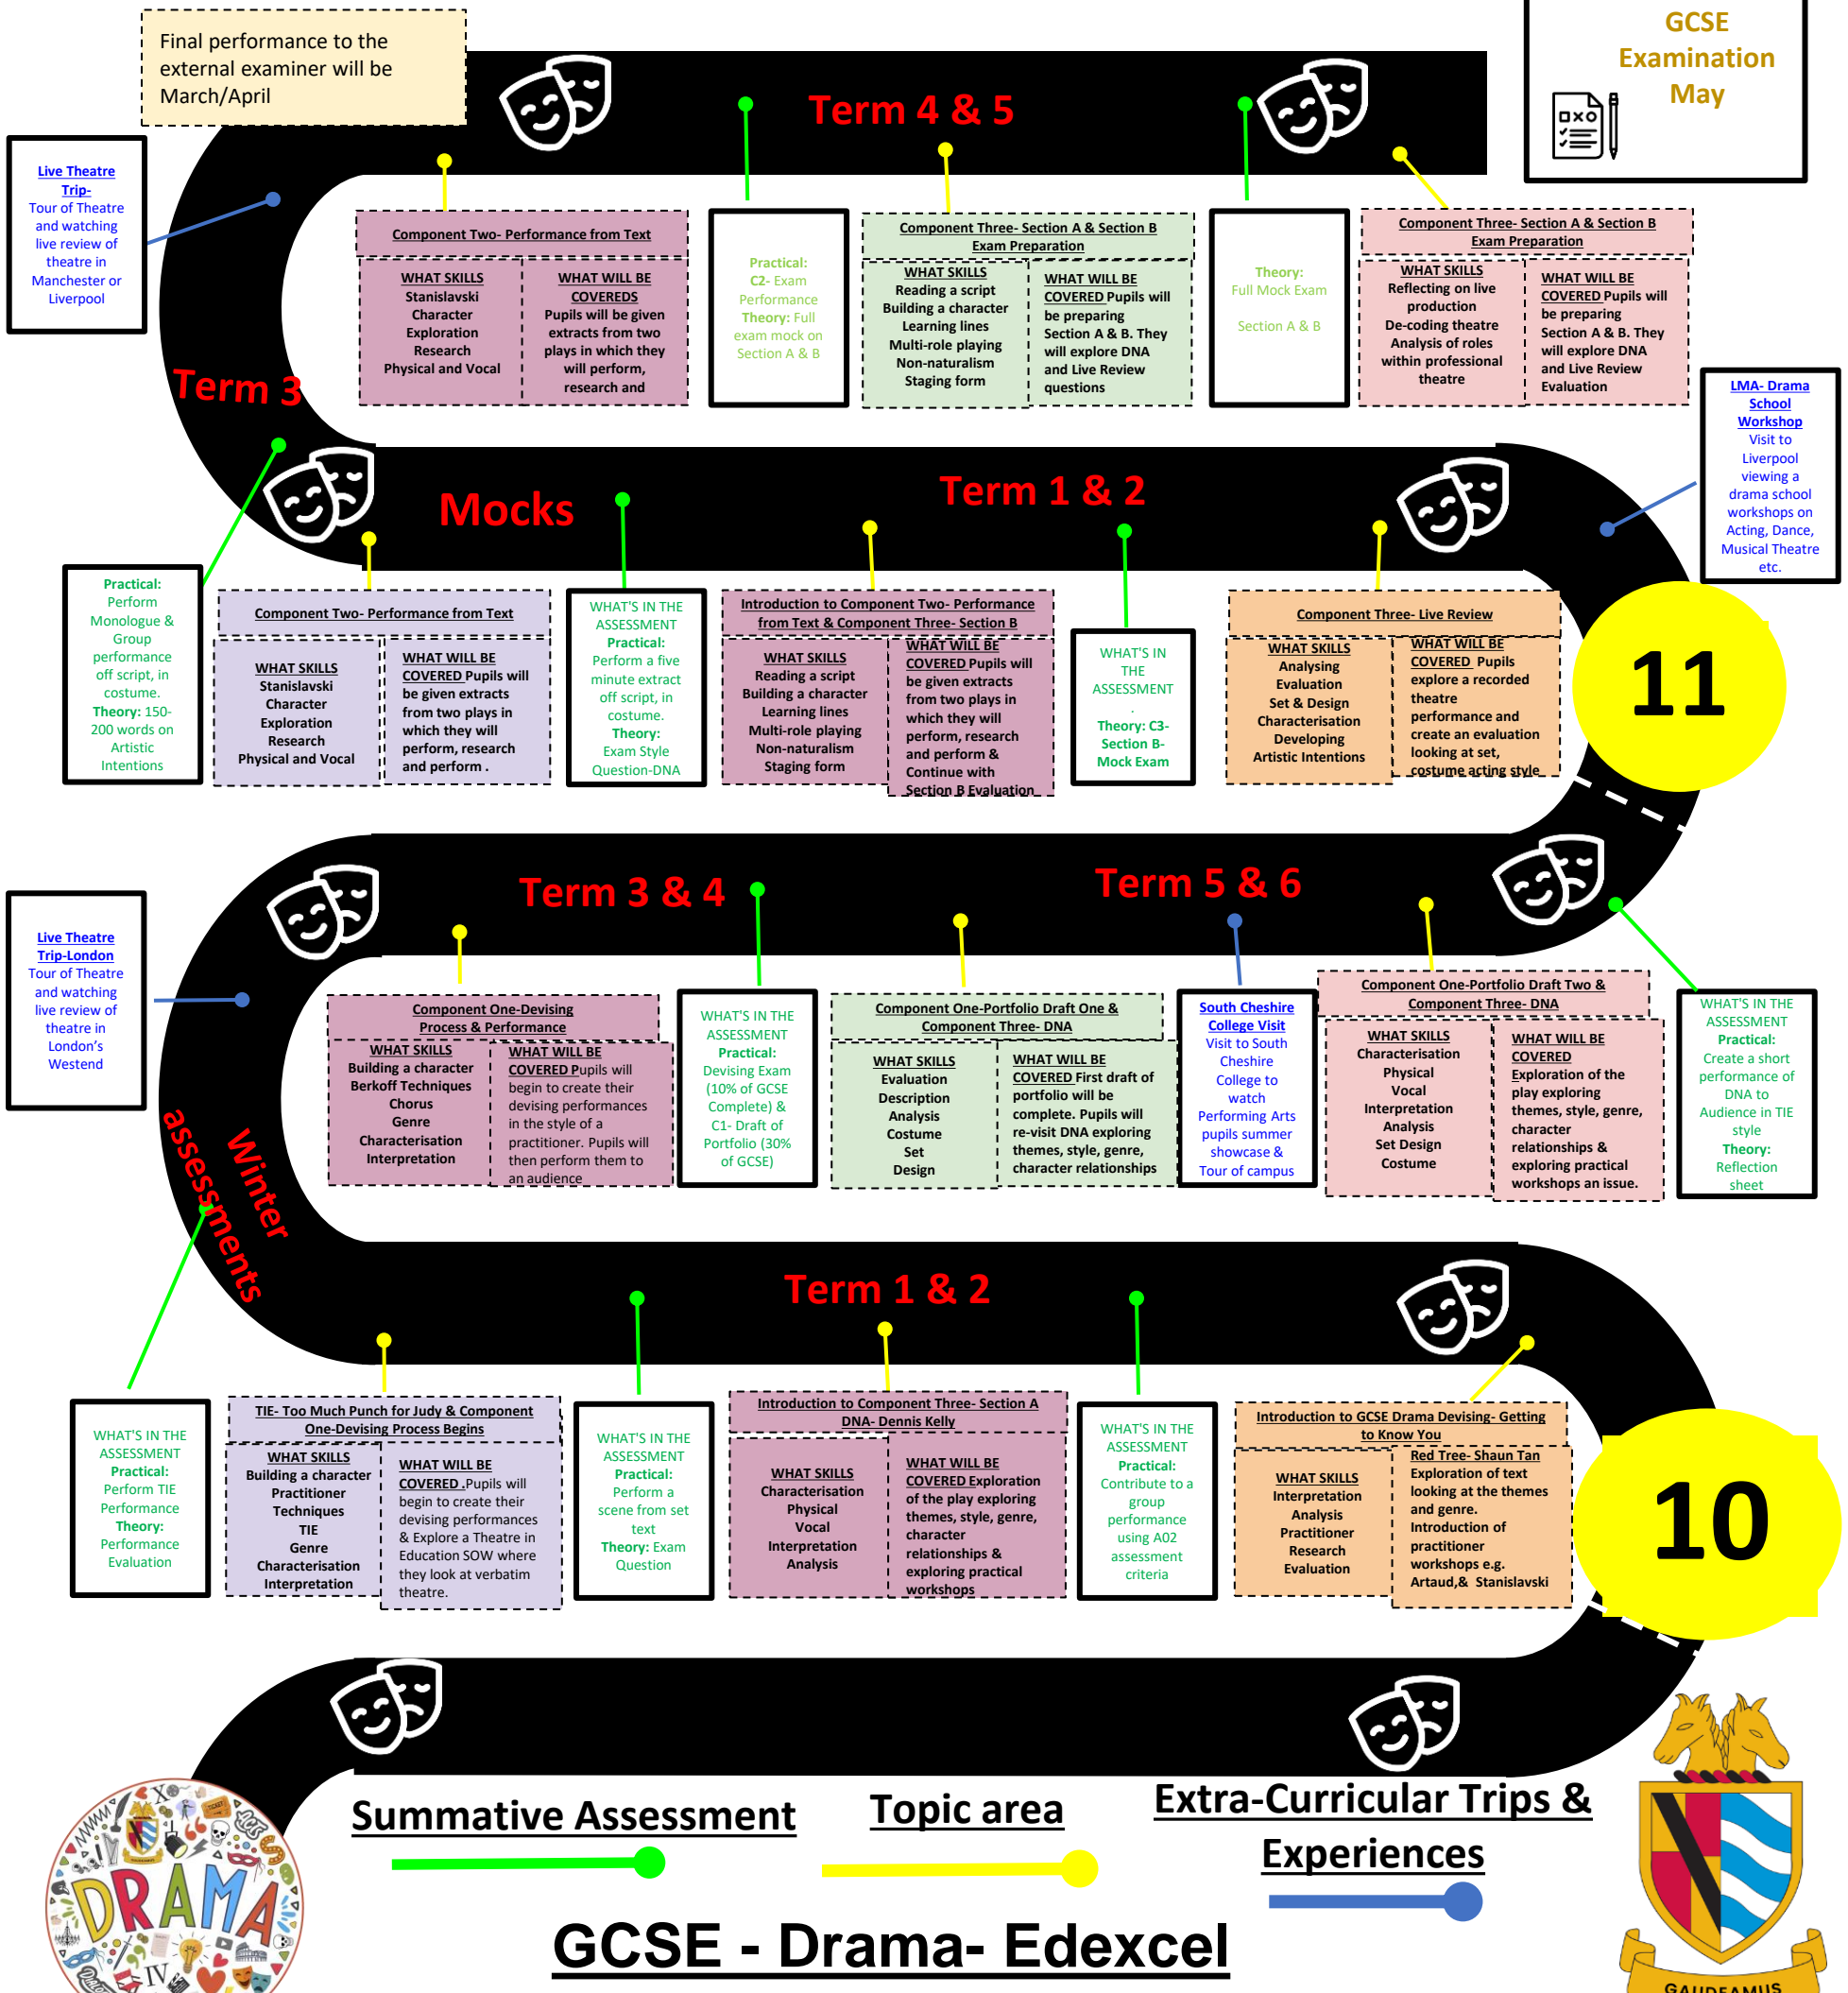 Final performance to the
external examiner will be
March/April
GCSE
Examination
May
Term 4 & 5
Live Theatre
Trip-
Tour of Theatre
and watching
live review of
theatre in
Manchester or
Liverpool
Component Two- Performance from Text
WHAT SKILLS
Stanislavski
Character
Exploration
Research
Physical and Vocal
WHAT WILL BE
COVEREDS
Pupils will be given
extracts from two
plays in which they
will perform,
research and
Practical:
C2- Exam
Performance
Theory: Full
exam mock on
Section A & B
Component Three- Section A & Section B
Exam Preparation
WHAT SKILLS
Reading a script
Building a character
Learning lines
Multi-role playing
Non-naturalism
Staging form
WHAT WILL BE
COVERED Pupils will
be preparing
Section A & B. They
will explore DNA
and Live Review
questions
Theory:
Full Mock Exam
Section A & B
Component Three- Section A & Section B
Exam Preparation
WHAT SKILLS
Reflecting on live
production
De-coding theatre
Analysis of roles
within professional
theatre
WHAT WILL BE
COVERED Pupils will
be preparing
Section A & B. They
will explore DNA
and Live Review
Evaluation
LMA- Drama
School
Workshop
Visit to
Liverpool
viewing a
drama school
workshops on
Acting, Dance,
Musical Theatre
etc.
Term 3
Mocks
Term 1 & 2
Practical:
Perform
Monologue &
Group
performance
off script, in
costume.
Theory: 150-
200 words on
Artistic
Intentions
Component Two- Performance from Text
WHAT SKILLS
Stanislavski
Character
Exploration
Research
Physical and Vocal
WHAT WILL BE
COVERED Pupils will
be given extracts
from two plays in
which they will
perform, research
and perform .
WHAT'S IN THE
ASSESSMENT
Practical:
Perform a five
minute extract
off script, in
costume.
Theory:
Exam Style
Question-DNA
Introduction to Component Two- Performance
from Text & Component Three- Section B
WHAT SKILLS
Reading a script
Building a character
Learning lines
Multi-role playing
Non-naturalism
Staging form
WHAT WILL BE
COVERED Pupils will
be given extracts
from two plays in
which they will
perform, research
and perform &
Continue with
Section B Evaluation
WHAT'S IN
THE
ASSESSMENT
.
Theory: C3-
Section B-
Mock Exam
Component Three- Live Review
WHAT SKILLS
Analysing
Evaluation
Set & Design
Characterisation
Developing
Artistic Intentions
WHAT WILL BE
COVERED Pupils
explore a recorded
theatre
performance and
create an evaluation
looking at set,
costume acting style
11
Term 3 & 4
Term 5 & 6
Live Theatre
Trip-London
Tour of Theatre
and watching
live review of
theatre in
London's
Westend
Component One-Devising
Process & Performance
WHAT SKILLS
Building a character
Berkoff Techniques
Chorus
Genre
Characterisation
Interpretation
WHAT WILL BE
COVERED Pupils will
begin to create their
devising performances
in the style of a
practitioner. Pupils will
then perform them to
an audience
WHAT'S IN THE
ASSESSMENT
Practical:
Devising Exam
(10% of GCSE
Complete) &
C1- Draft of
Portfolio (30%
of GCSE)
Component One-Portfolio Draft One &
Component Three- DNA
WHAT SKILLS
Evaluation
Description
Analysis
Costume
Set
Design
WHAT WILL BE
COVERED First draft of
portfolio will be
complete. Pupils will
re-visit DNA exploring
themes, style, genre,
character relationships
South Cheshire
College Visit
Visit to South
Cheshire
College to
watch
Performing Arts
pupils summer
showcase &
Tour of campus
Component One-Portfolio Draft Two &
Component Three- DNA
WHAT SKILLS
Characterisation
Physical
Vocal
Interpretation
Analysis
Set Design
Costume
WHAT WILL BE
COVERED
Exploration of the
play exploring
themes, style, genre,
character
relationships &
exploring practical
workshops an issue.
WHAT'S IN THE
ASSESSMENT
Practical:
Create a short
performance of
DNA to
Audience in TIE
style
Theory:
Reflection
sheet
Winter
assessments
Term 1 & 2
WHAT'S IN THE
ASSESSMENT
Practical:
Perform TIE
Performance
Theory:
Performance
Evaluation
TIE- Too Much Punch for Judy & Component
One-Devising Process Begins
WHAT SKILLS
Building a character
Practitioner
Techniques
TIE
Genre
Characterisation
Interpretation
WHAT WILL BE
COVERED .Pupils will
begin to create their
devising performances
& Explore a Theatre in
Education SOW where
they look at verbatim
theatre.
WHAT'S IN THE
ASSESSMENT
Practical:
Perform a
scene from set
text
Theory: Exam
Question
Introduction to Component Three- Section A
DNA- Dennis Kelly
WHAT SKILLS
Characterisation
Physical
Vocal
Interpretation
Analysis
WHAT WILL BE
COVERED Exploration
of the play exploring
themes, style, genre,
character
relationships &
exploring practical
workshops
WHAT'S IN THE
ASSESSMENT
Practical:
Contribute to a
group
performance
using A02
assessment
criteria
Introduction to GCSE Drama Devising- Getting
to Know You
WHAT SKILLS
Interpretation
Analysis
Practitioner
Research
Evaluation
Red Tree- Shaun Tan
Exploration of text
looking at the themes
and genre.
Introduction of
practitioner
workshops e.g.
Artaud,& Stanislavski
10
Summative Assessment
Topic area
Extra-Curricular Trips &
Experiences
DRAMA
GCSE - Drama- Edexcel
GAUDEAMUS